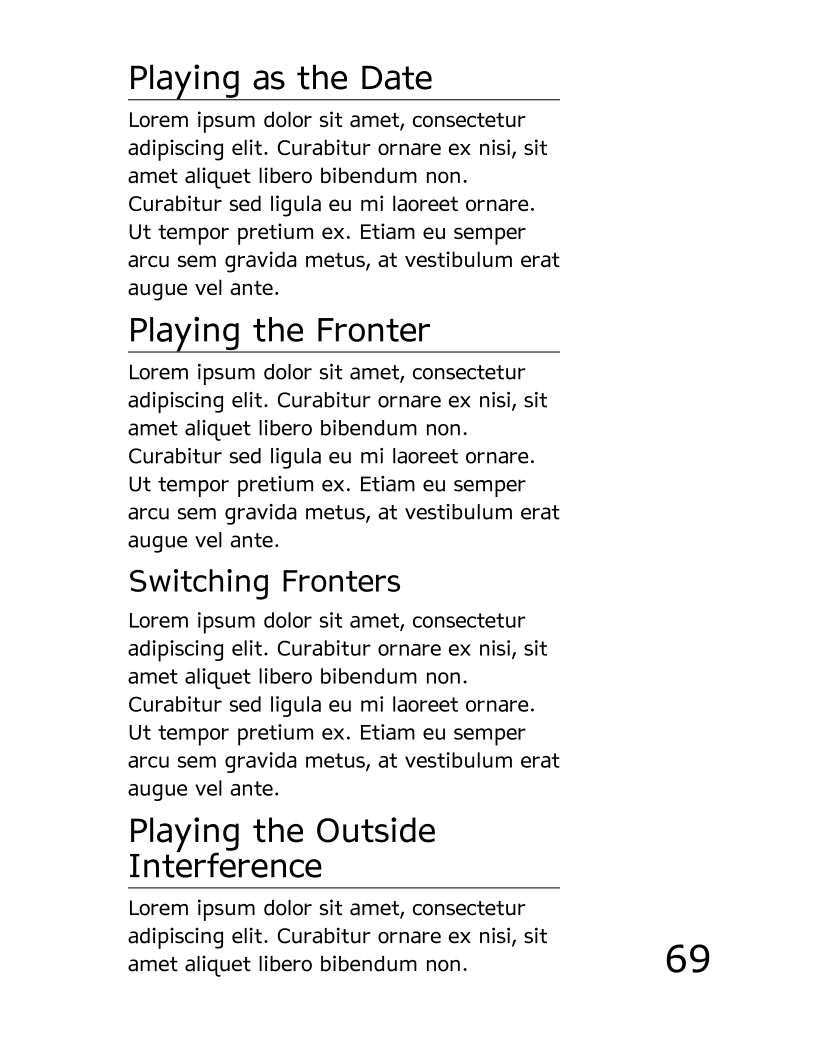 Playing as the Date
Lorem ipsum dolor sit amet, consectetur
adipiscing elit. Curabitur ornare ex nisi, sit
amet aliquet libero bibendum non.
Curabitur sed ligula eu mi laoreet ornare.
Ut tempor pretium ex. Etiam eu semper
arcu sem gravida metus, at vestibulum erat
augue vel ante.
Playing the Fronter
Lorem ipsum dolor sit amet, consectetur
adipiscing elit. Curabitur ornare ex nisi, sit
amet aliquet libero bibendum non.
Curabitur sed ligula eu mi laoreet ornare.
Ut tempor pretium ex. Etiam eu semper
arcu sem gravida metus, at vestibulum erat
augue vel ante.
Switching Fronters
Lorem ipsum dolor sit amet, consectetur
adipiscing elit. Curabitur ornare ex nisi, sit
amet aliquet libero bibendum non.
Curabitur sed ligula eu mi laoreet ornare.
Ut tempor pretium ex. Etiam eu semper
arcu sem gravida metus, at vestibulum erat
augue vel ante.
Playing the Outside
Interference
Lorem ipsum dolor sit amet, consectetur
adipiscing elit. Curabitur ornare ex nisi, sit
amet aliquet libero bibendum non.
69